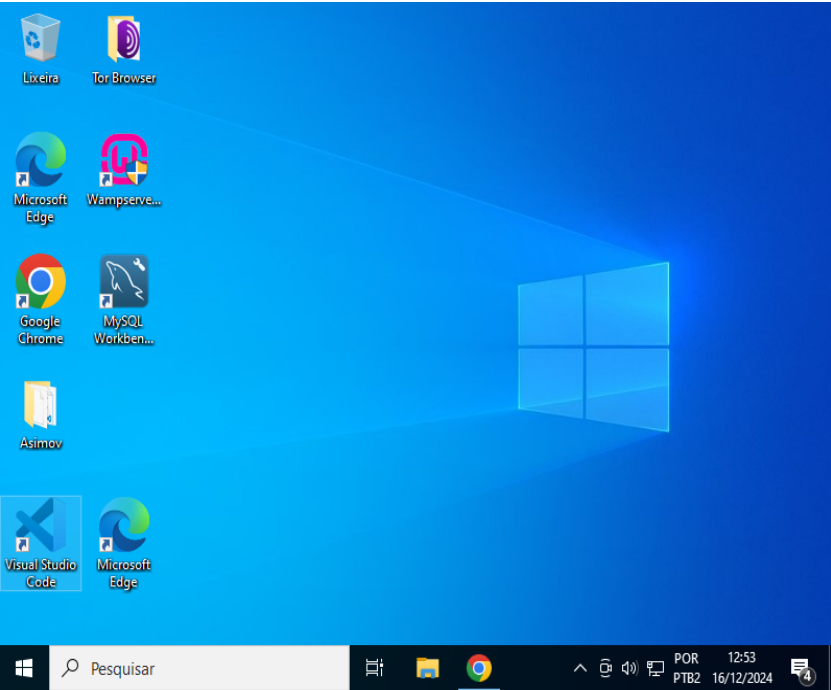 Lixeira
Tor Browser
Microsoft
Edge
Wampserve...
Google
Chrome
MySQL
Workben...
Asimov
Visual Studio
Code
Microsoft
Edge
Pesquisar
POR
PTB2
12:53
16/12/2024
4